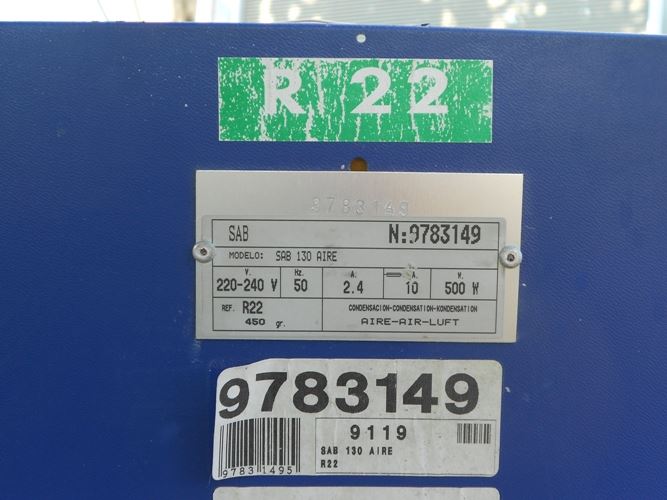 R 22
9783149
SAB N:9783149
MODELO: SAB 130 AIRE
V. Hz. A. A. W.
220-240 V 50 2.4 10 500 W
REF. R22 CONDENSACION-CONDENSATION-KONDENSATION
450 gr. AIRE-AIR-LUFT
9783149
9119
SAB 130 AIRE
R22
9783 1495